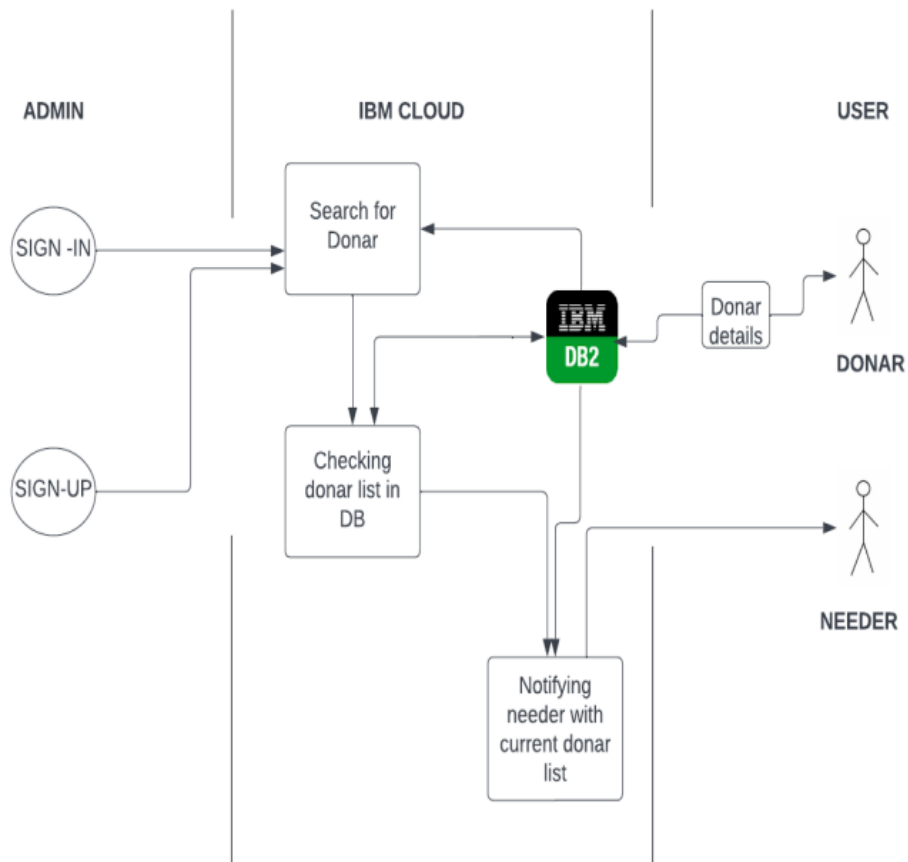 ADMIN
IBM CLOUD
USER
Search for
Donar
SIGN -IN
IBM
DB2
Donar
details
DONAR
Checking
donar list in
DB
SIGN-UP
NEEDER
Notifying
needer with
current donar
list